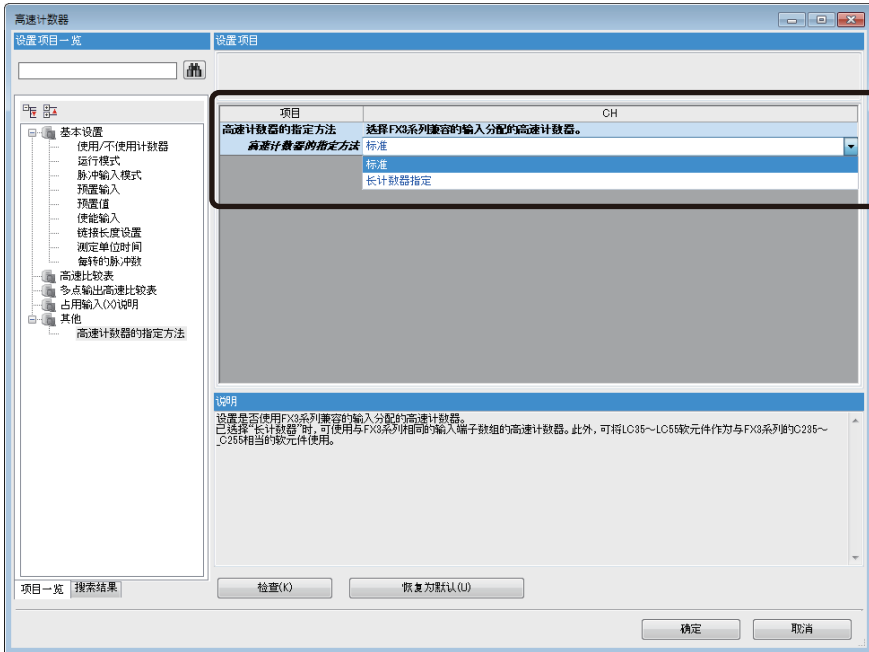 高速计数器
设置项目一览
设置项目
项目
CH
高速计数器的指定方法
选择FX3系列兼容的输入分配的高速计数器。
高速计数器的指定方法
标准
标准
长计数器指定
基本设置
使用/不使用计数器
运行模式
脉冲输入模式
预置输入
预置值
使能输入
链接长度设置
测定单位时间
每转的脉冲数
高速比较表
多点输出高速比较表
占用输入(X)说明
其他
高速计数器的指定方法
说明
设置是否使用FX3系列兼容的输入分配的高速计数器。
已选择“长计数器”时，可使用与FX3系列相同的输入端子数组的高速计数器。此外，可将LC35～LC55软元件作为与FX3系列的C235～
_C255相当的软元件使用。
项目一览
搜索结果
检查(K)
恢复为默认(U)
确定
取消